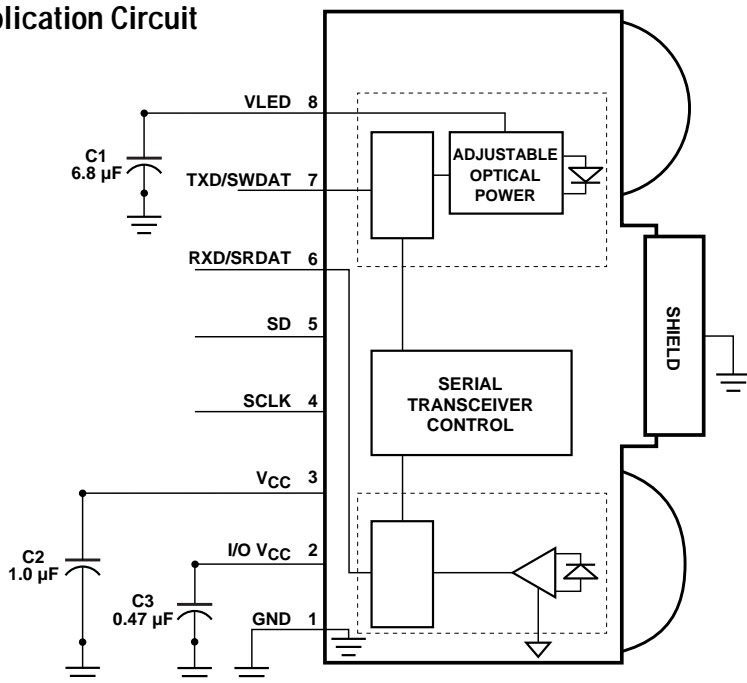 plication Circuit
VLED 8
C1
6.8 µF
TXD/SWDAT 7
ADJUSTABLE
OPTICAL
POWER
RXD/SRDAT 6
SD 5
SHIELD
SERIAL
TRANSCEIVER
CONTROL
SCLK 4
VCC 3
C2
1.0 µF
I/O VCC 2
C3
0.47 µF
GND 1